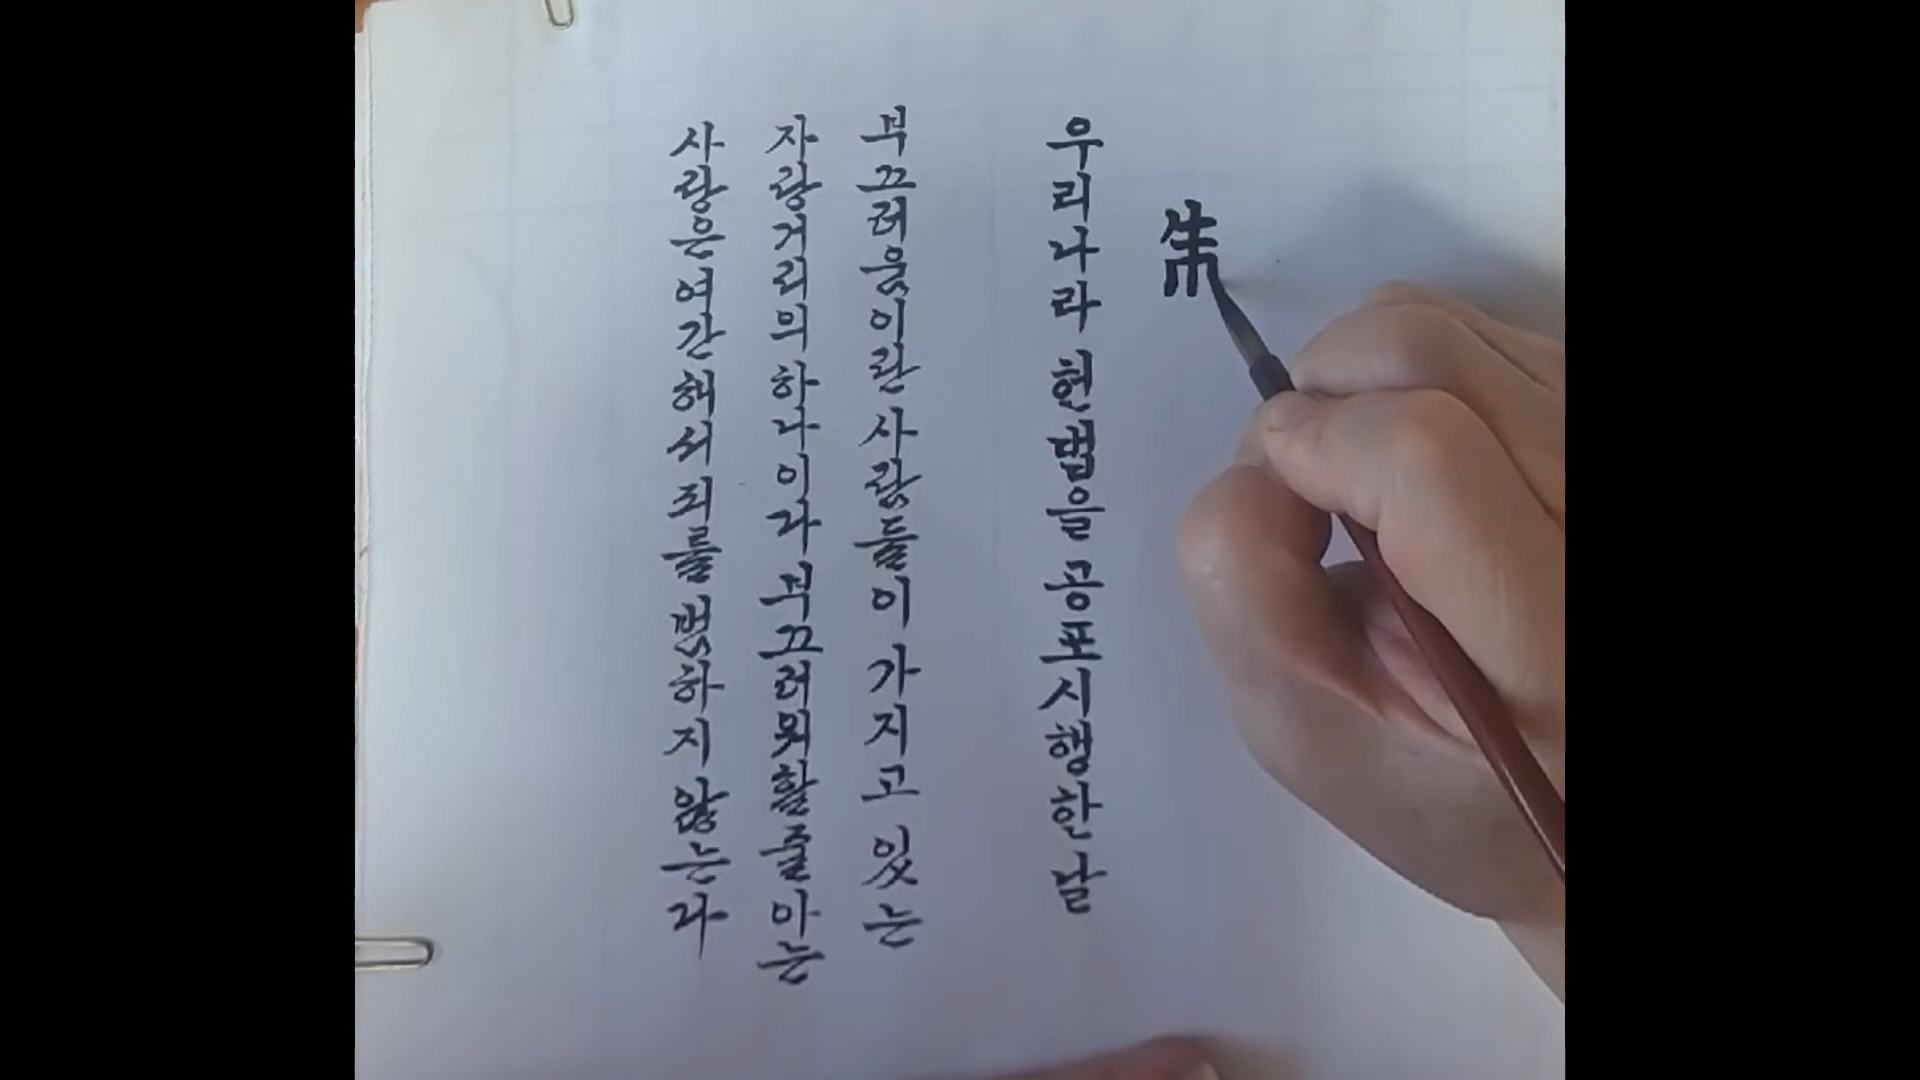 우리나라 헌법을 공포시행한 날
부끄러움이란 사람들이 가지고 있는
자랑거리의 하나이다 부끄러워할줄 아는
사랑은 여간해서 죄를 범하지 않는다